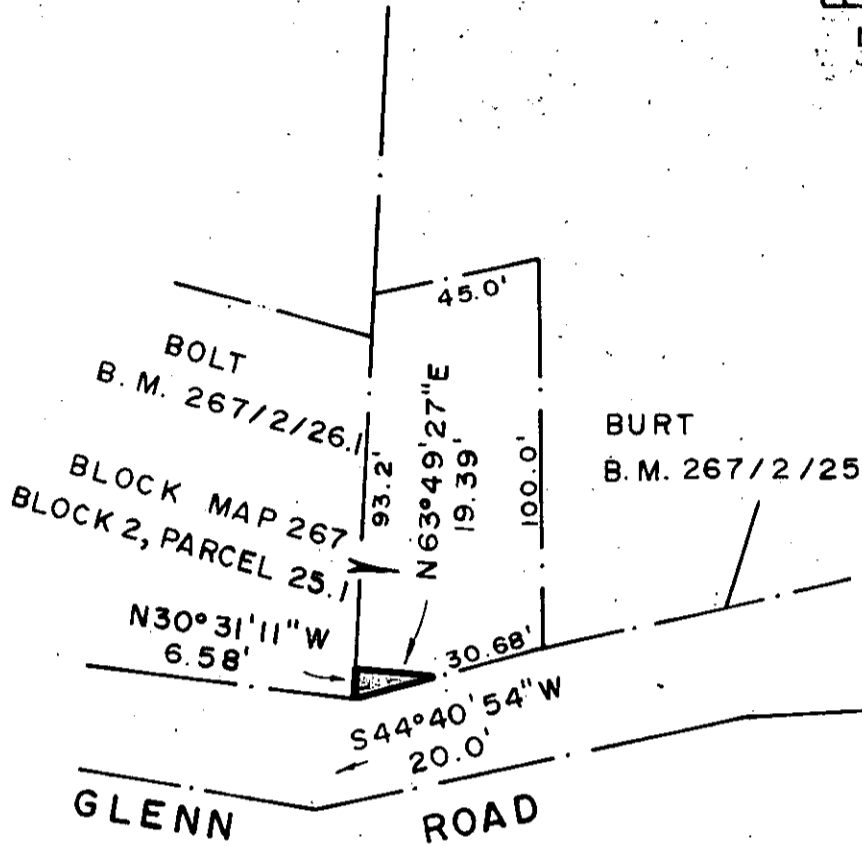 45.0'
BOLT
B. M. 267/2/26.1
BURT
B. M. 267/2/25
93.2'
N63°49'27"E
19.39'
100.0'
BLOCK MAP 267
BLOCK 2, PARCEL 25.1
N30°31'11"W
6.58'
30.68'
S44°40'54"W
20.0'
GLENN ROAD